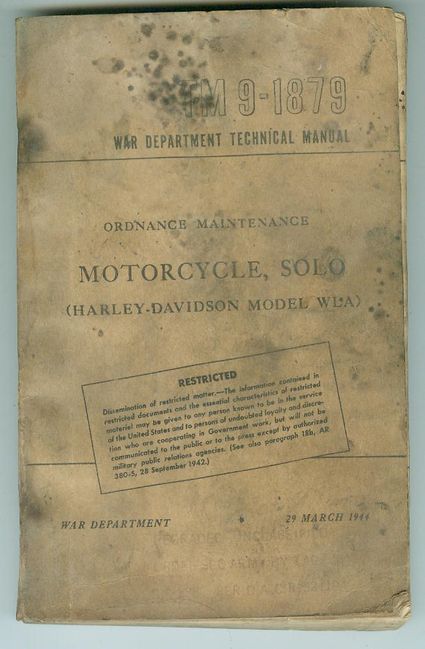 TM 9-1879
WAR DEPARTMENT TECHNICAL MANUAL
ORDNANCE MAINTENANCE
MOTORCYCLE, SOLO
(HARLEY-DAVIDSON MODEL WLA)
RESTRICTED
Dissemination of restricted matter.—The information contained in
restricted documents and the essential characteristics of restricted
material may be given to any person known to be in the service
of the United States and to persons of undoubted loyalty and discre-
tion who are cooperating in Government work, but will not be
communicated to the public or to the press except by authorized
military public relations agencies. (See also paragraph 18b, AR
380-5, 28 September 1942.)
WAR DEPARTMENT
29 MARCH 1944